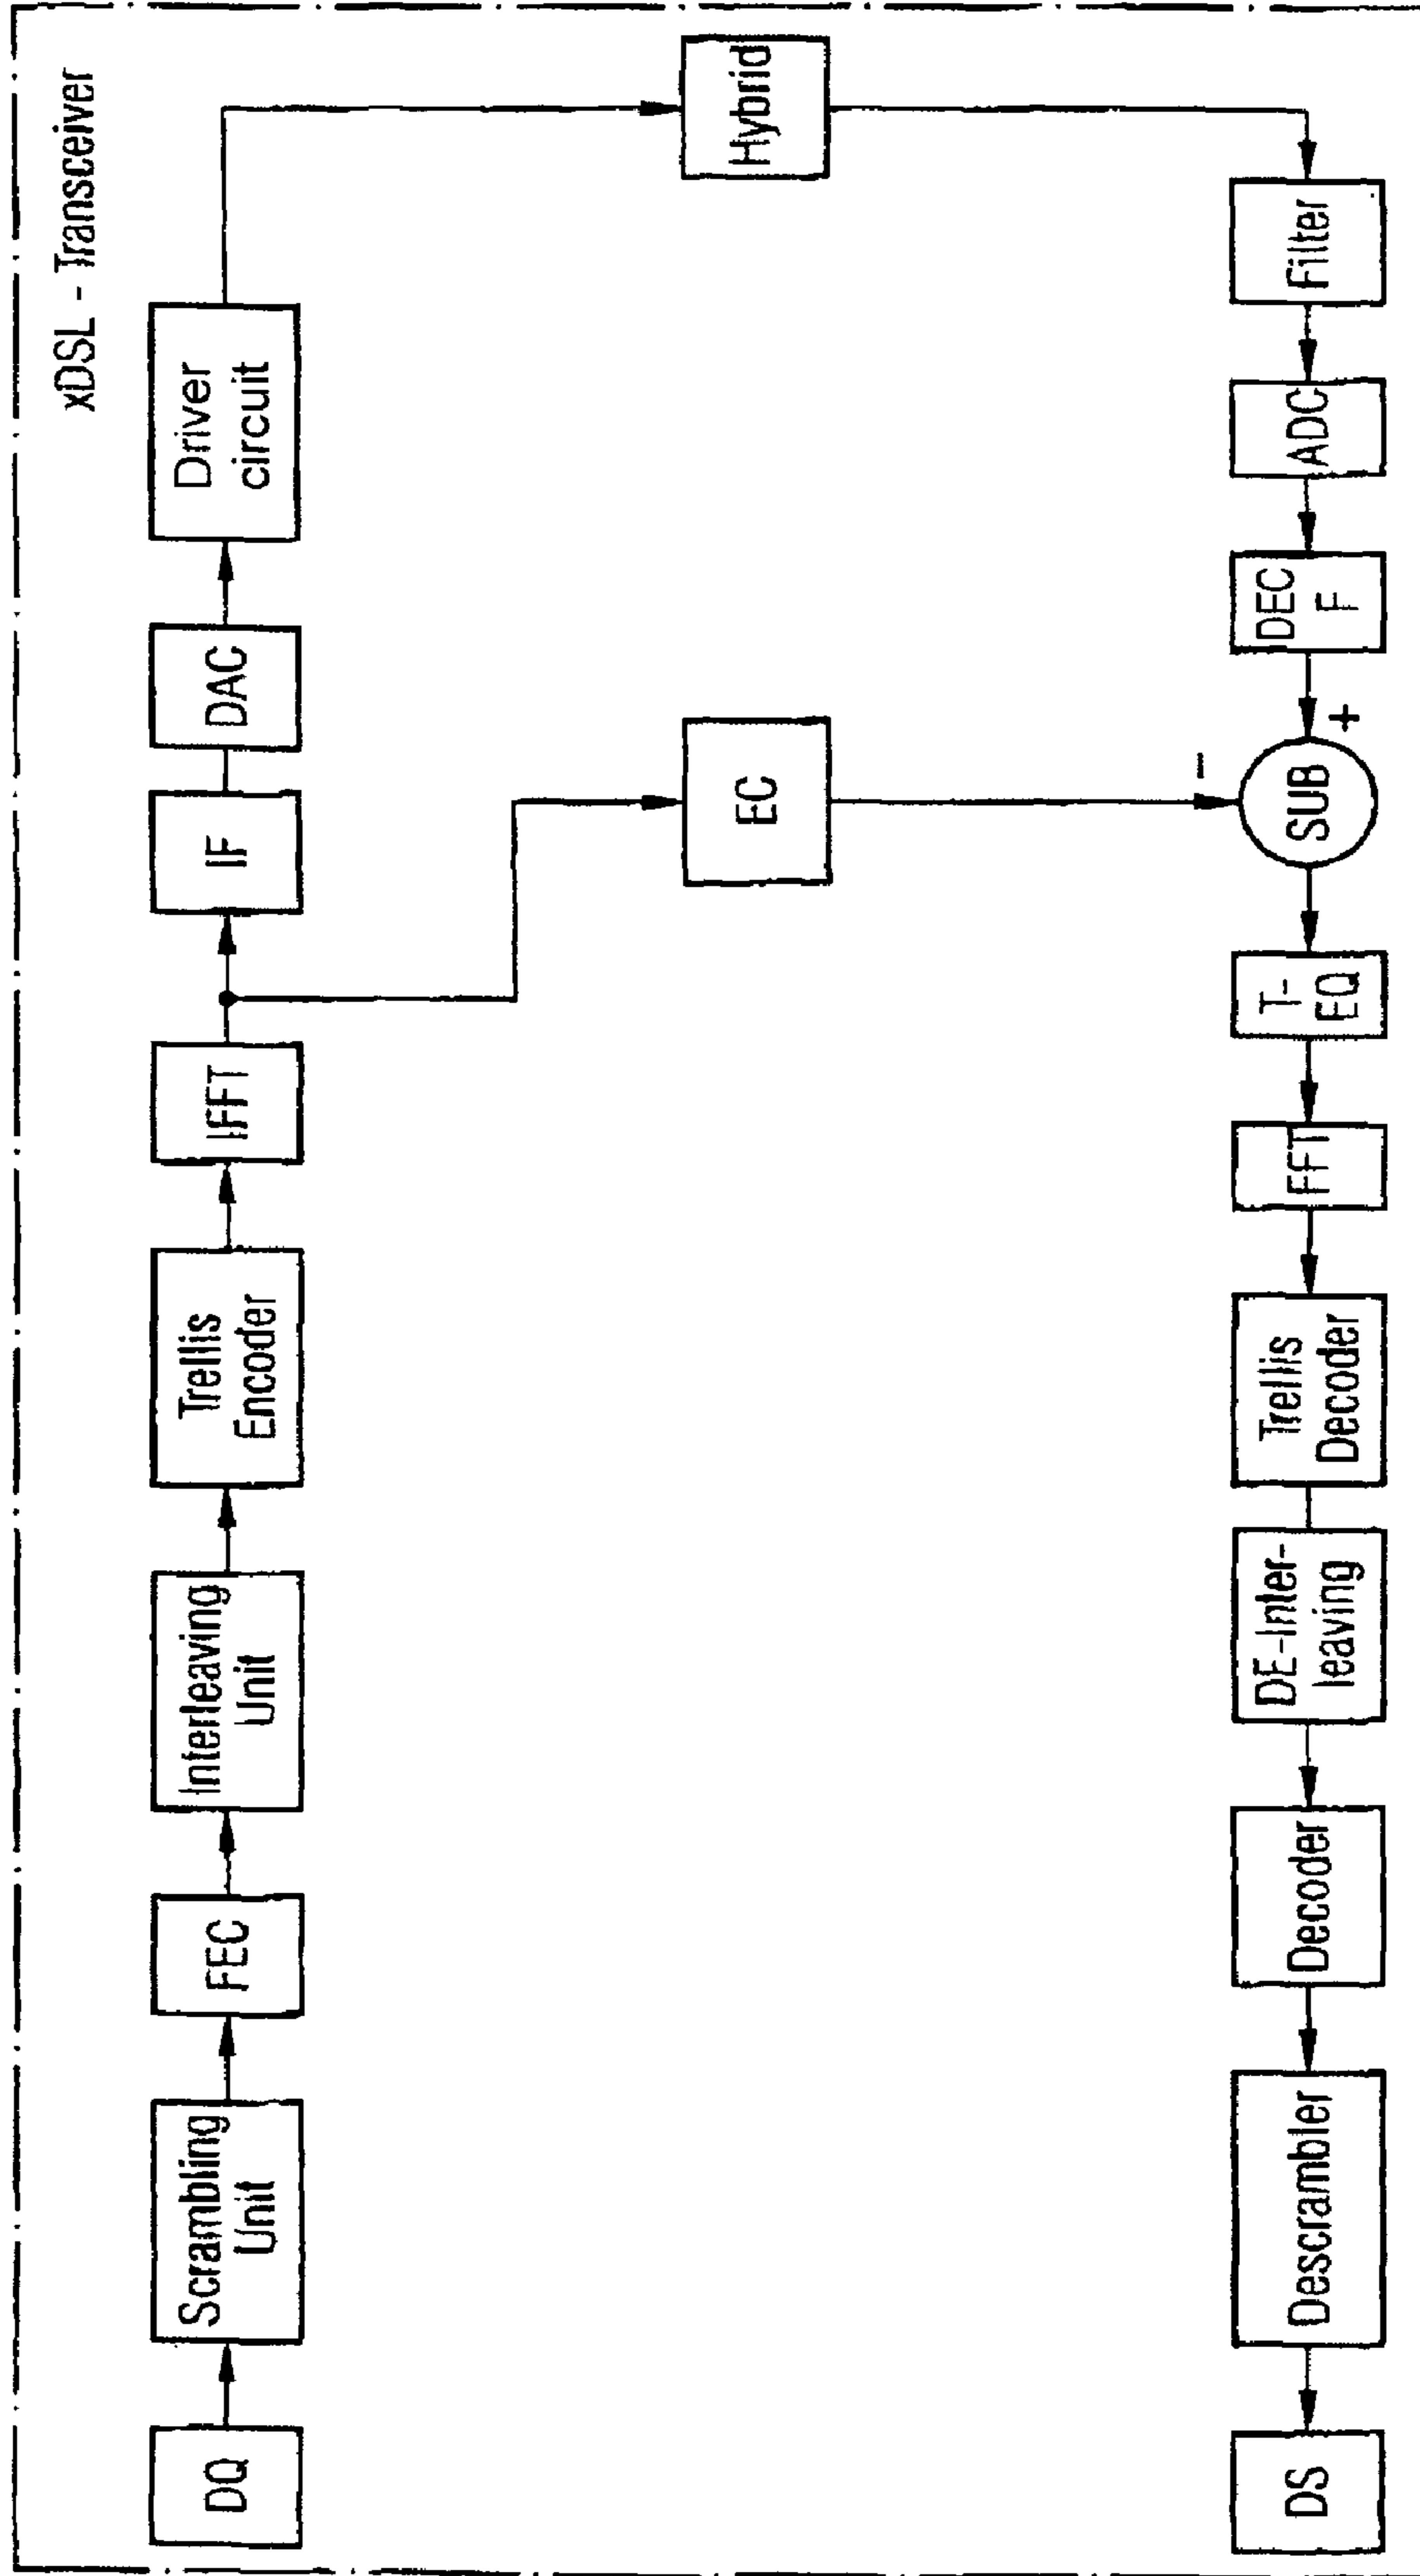 xDSL - Transceiver
DQ
Scrambling
Unit
FEC
Interleaving
Unit
Trellis
Encoder
IFFT
IF
DAC
Driver
circuit
EC
Hybrid
-
DS
Descrambler
Decoder
DE-Inter-
leaving
Trellis
Decoder
FFT
T-
EQ
SUB
+
DEC
F
ADC
Filter